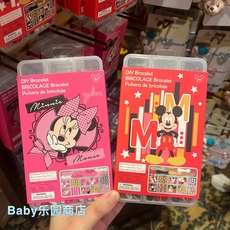 DIY Bracelet
BRICOLAGE Bracelet
Pulsera de bricolaje
Minnie
Mouse
DIY Bracelet
BRICOLAGE Bracelet
Pulsera de bricolaje
M M
Baby乐园商店